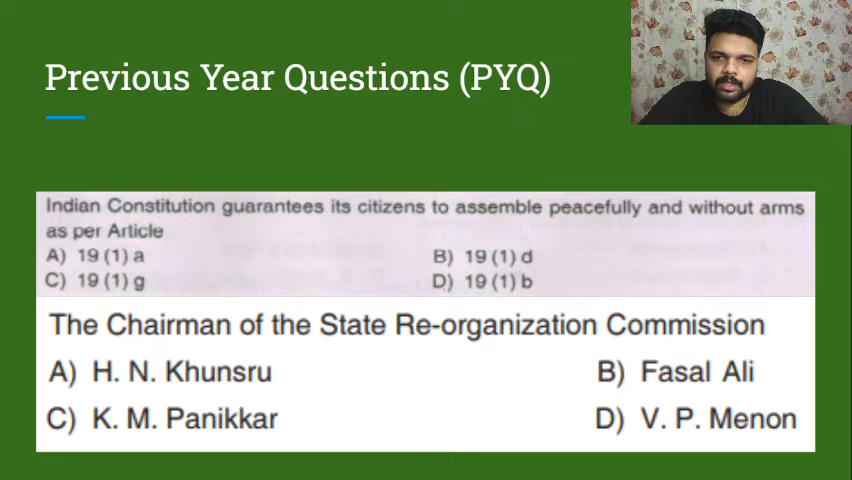 Previous Year Questions (PYQ)
Indian Constitution guarantees its citizens to assemble peacefully and without arms
as per Article
A) 19 (1) a B) 19 (1) d
C) 19 (1) g D) 19 (1) b
The Chairman of the State Re-organization Commission
A) H. N. Khunsru B) Fasal Ali
C) K. M. Panikkar D) V. P. Menon